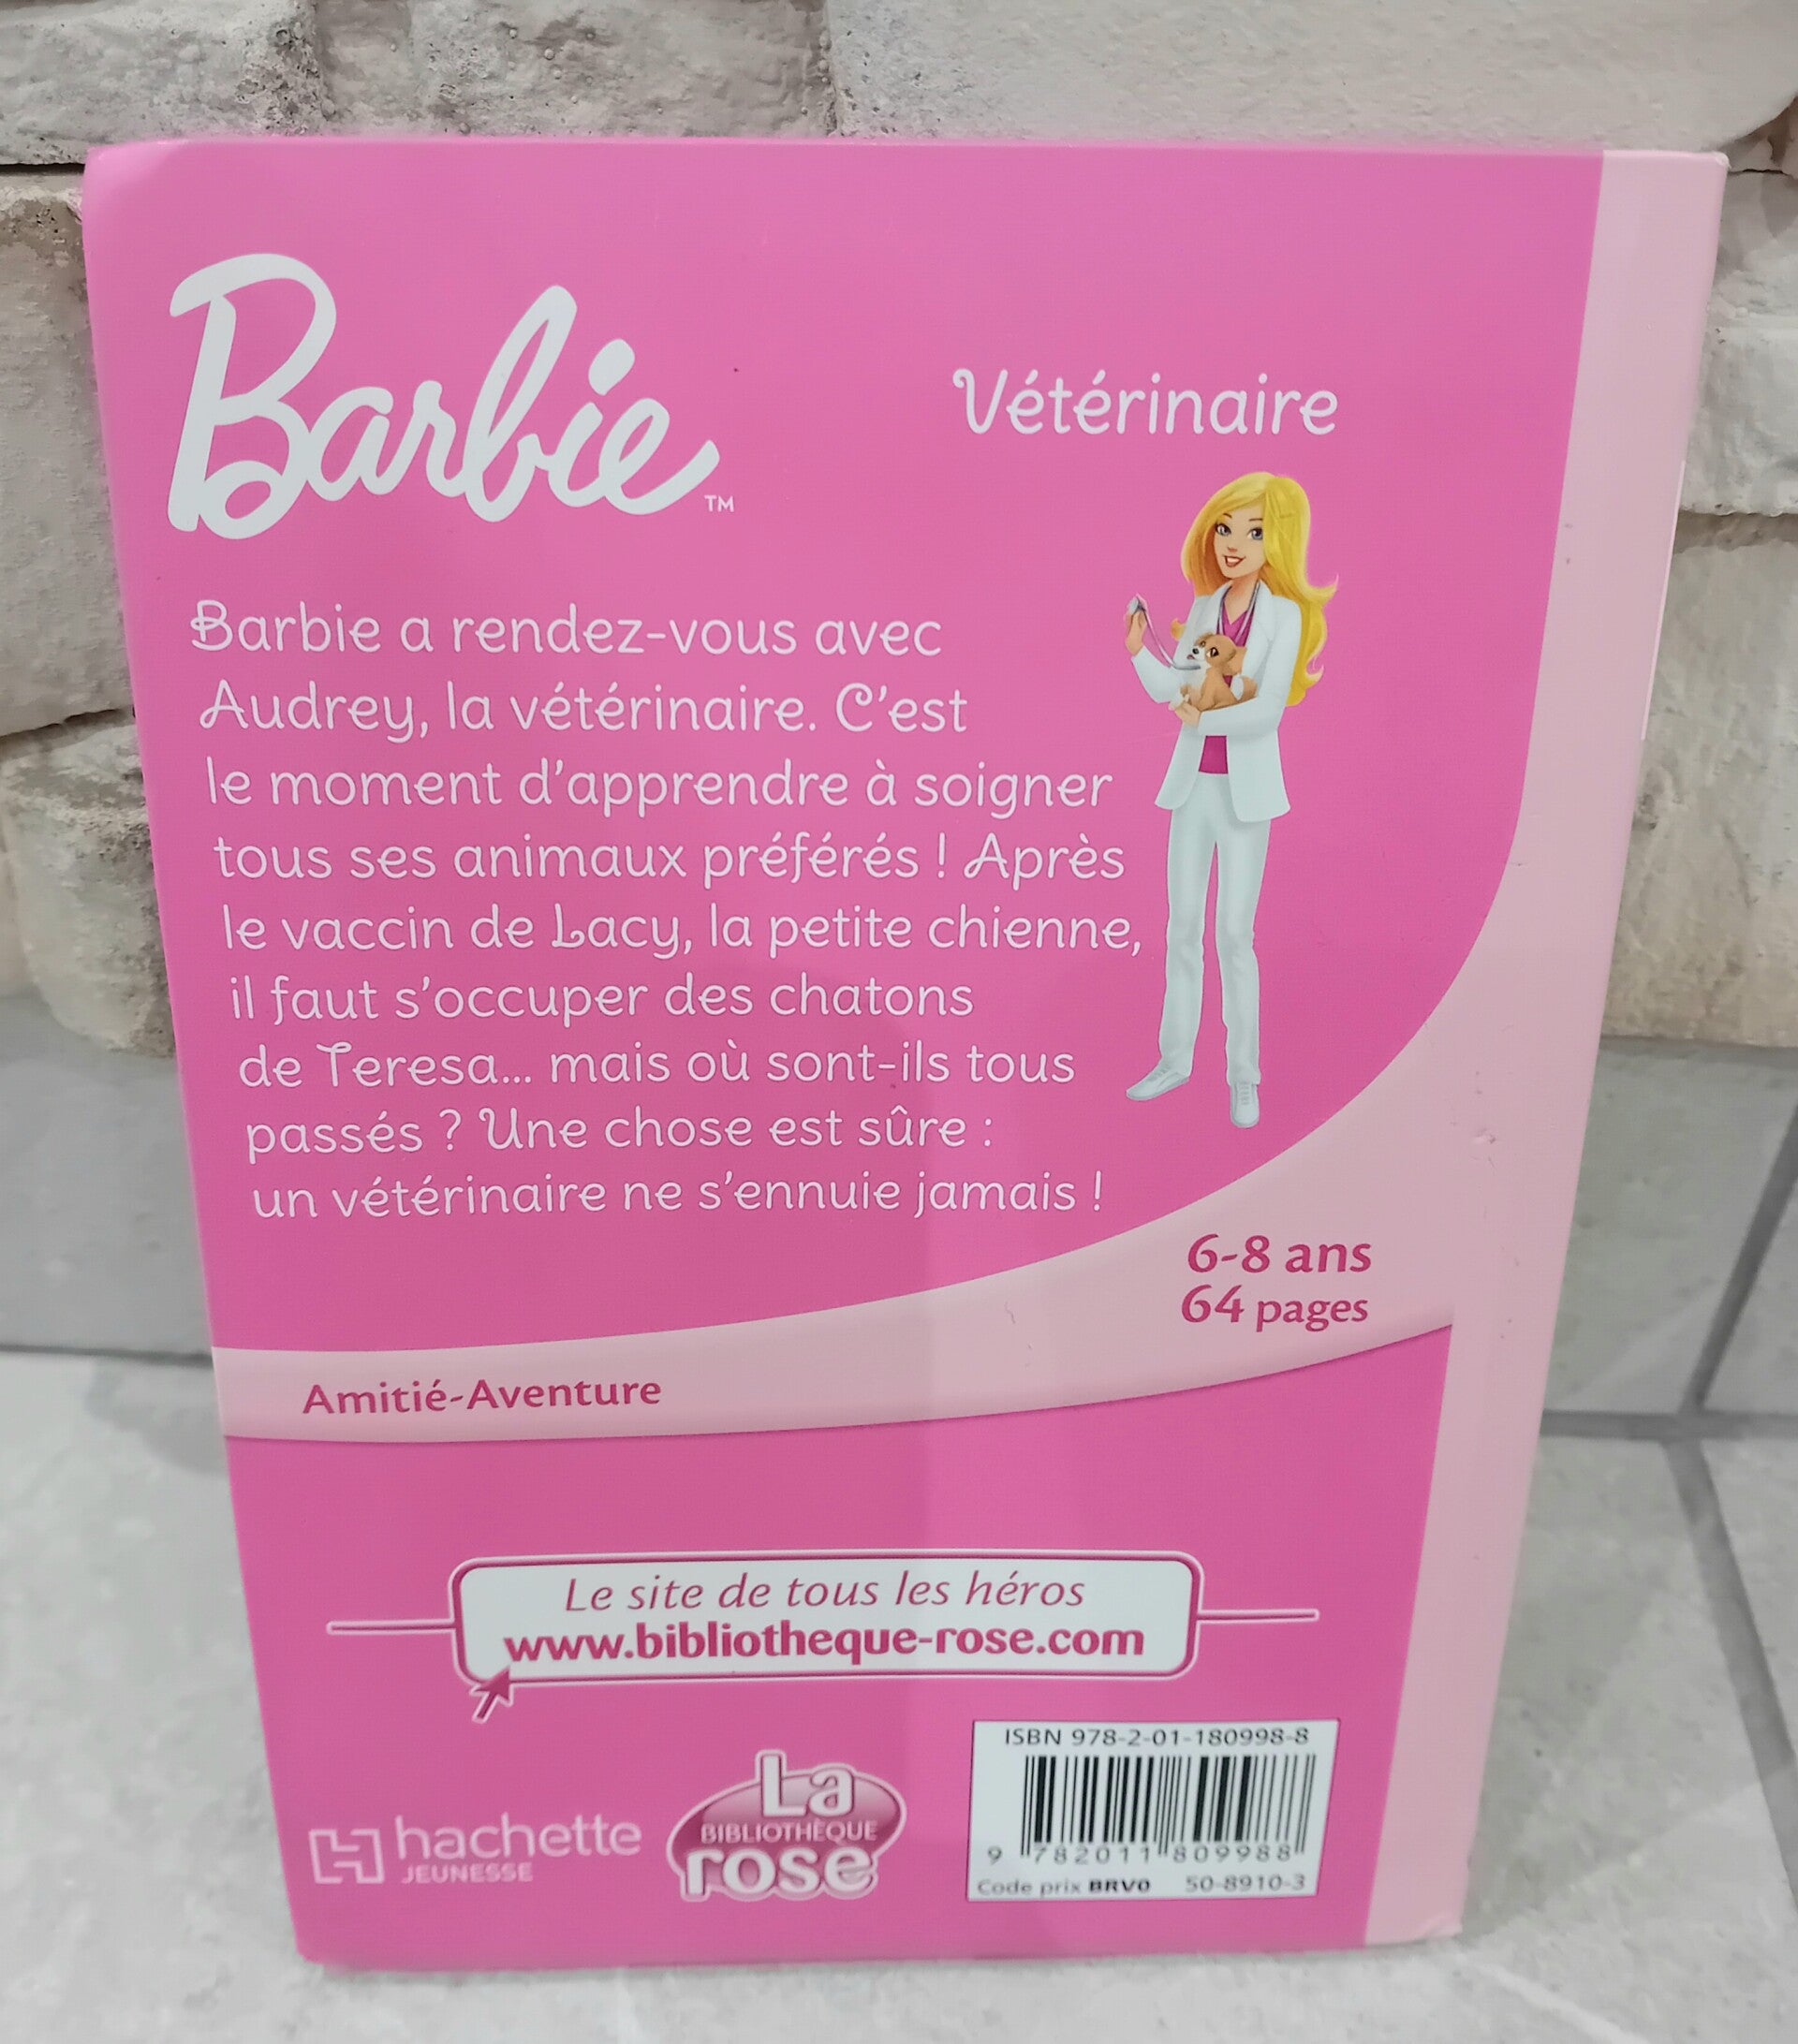 Barbie™
Vétérinaire
Barbie a rendez-vous avec
Audrey, la vétérinaire. C'est
le moment d'apprendre à soigner
tous ses animaux préférés ! Après
le vaccin de Lacy, la petite chienne,
il faut s'occuper des chatons
de Teresa... mais où sont-ils tous
passés ? Une chose est sûre :
un vétérinaire ne s'ennuie jamais !
6-8 ans
64 pages
Amitié-Aventure
Le site de tous les héros
www.bibliotheque-rose.com
hachette
JEUNESSE
La
BIBLIOTHÈQUE
rose
ISBN 978-2-01-180998-8
9 782011 809988
Code prix BRV0 50-8910-3